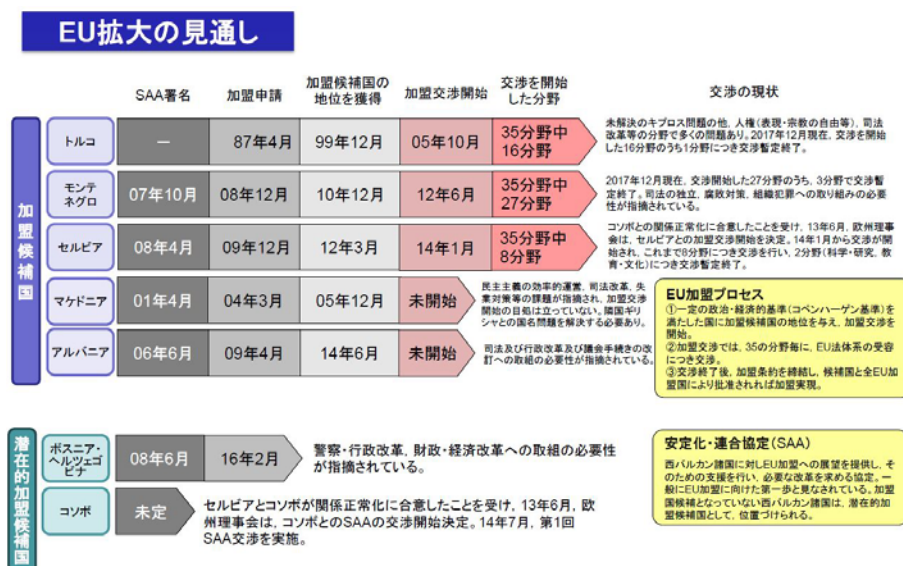 EU拡大の見通し
SAA署名
加盟申請
加盟候補国の
地位を獲得
加盟交渉開始
交渉を開始
した分野
交渉の現状
加盟候補国
トルコ
－
87年4月
99年12月
05年10月
35分野中
16分野
未解決のキプロス問題の他，人権(表現・宗教の自由等)，司法
改革等の分野で多くの問題あり。2017年12月現在，交渉を開始
した16分野のうち1分野につき交渉暫定終了。
モンテ
ネグロ
07年10月
08年12月
10年12月
12年6月
35分野中
27分野
2017年12月現在，交渉開始した27分野のうち，3分野で交渉暫
定終了。司法の独立，腐敗対策，組織犯罪への取り組みの必要
性が指摘されている。
セルビア
08年4月
09年12月
12年3月
14年1月
35分野中
8分野
コソボとの関係正常化に合意したことを受け，13年6月，欧州理事
会は，セルビアとの加盟交渉開始を決定。14年1月から交渉が開
始され，これまで8分野につき交渉を行い，2分野(科学・研究，教
育・文化)につき交渉暫定終了。
マケドニア
01年4月
04年3月
05年12月
未開始
民主主義の効率的運営，司法改革，失
業対策等の課題が指摘され，加盟交渉
開始の目処は立っていない。隣国ギリ
シャとの国名問題を解決する必要あり。
アルバニア
06年6月
09年4月
14年6月
未開始
司法及び行政改革及び議会手続きの改
訂への取組の必要性が指摘されている。
EU加盟プロセス
①一定の政治・経済的基準(コペンハーゲン基準)を
満たした国に加盟候補国の地位を与え，加盟交渉を
開始。
②加盟交渉では，35の分野毎に，EU法体系の受容
につき交渉。
③交渉終了後，加盟条約を締結し，候補国と全EU加
盟国により批准されれば加盟実現。
潜在的加盟候補国
ボスニア・
ヘルツェゴ
ビナ
08年6月
16年2月
警察・行政改革，財政・経済改革への取組の必要性
が指摘されている。
コソボ
未定
セルビアとコソボが関係正常化に合意したことを受け，13年6月，欧
州理事会は，コソボとのSAAの交渉開始決定。14年7月，第1回
SAA交渉を実施。
安定化・連合協定(SAA)
西バルカン諸国に対しEU加盟への展望を提供し，そ
のための支援を行い，必要な改革を求める協定。一
般にEU加盟に向けた第一歩と見なされている。加盟
国候補となっていない西バルカン諸国は，潜在的加
盟候補国として，位置づけられる。